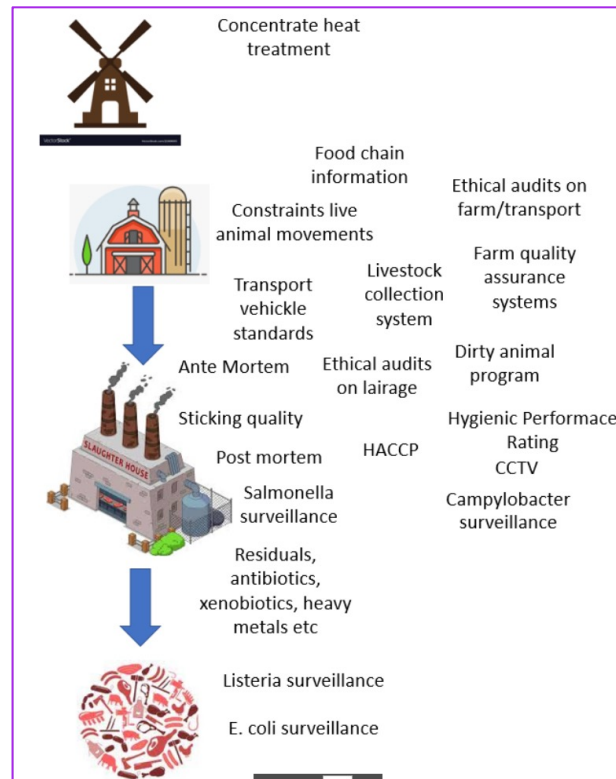 Concentrate heat
treatment
VectorStock
Food chain
information
Ethical audits on
farm/transport
Constraints live
animal movements
Farm quality
assurance
systems
Livestock
collection
system
Transport
vehickle
standards
Dirty animal
program
Ante Mortem
Ethical audits
on lairage
Sticking quality
Hygienic Performace
Rating
CCTV
HACCP
SLAUGHTER HOUSE
Post mortem
Salmonella
surveillance
Campylobacter
surveillance
Residuals,
antibiotics,
xenobiotics, heavy
metals etc
Listeria surveillance
E. coli surveillance